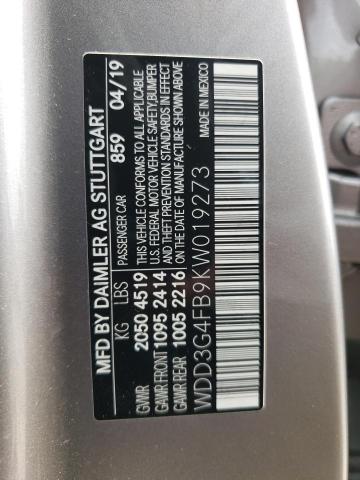 MFD BY DAIMLER AG STUTTGART
KG LBS PASSENGER CAR 859 04/19
GVWR 2050 4519 THIS VEHICLE CONFORMS TO ALL APPLICABLE
GAWR FRONT 1095 2414 U.S. FEDERAL MOTOR VEHICLE SAFETY, BUMPER
GAWR REAR 1005 2216 AND THEFT PREVENTION STANDARDS IN EFFECT
ON THE DATE OF MANUFACTURE SHOWN ABOVE
WDD3G4FB9KW019273 MADE IN MEXICO